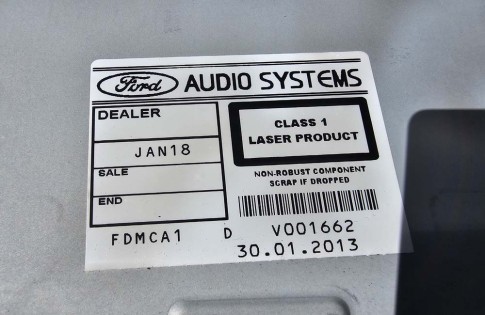 Ford AUDIO SYSTEMS
DEALER
JAN18
SALE
END
CLASS 1
LASER PRODUCT
NON-ROBUST COMPONENT
SCRAP IF DROPPED
FDMCA1 D V001662
30.01.2013